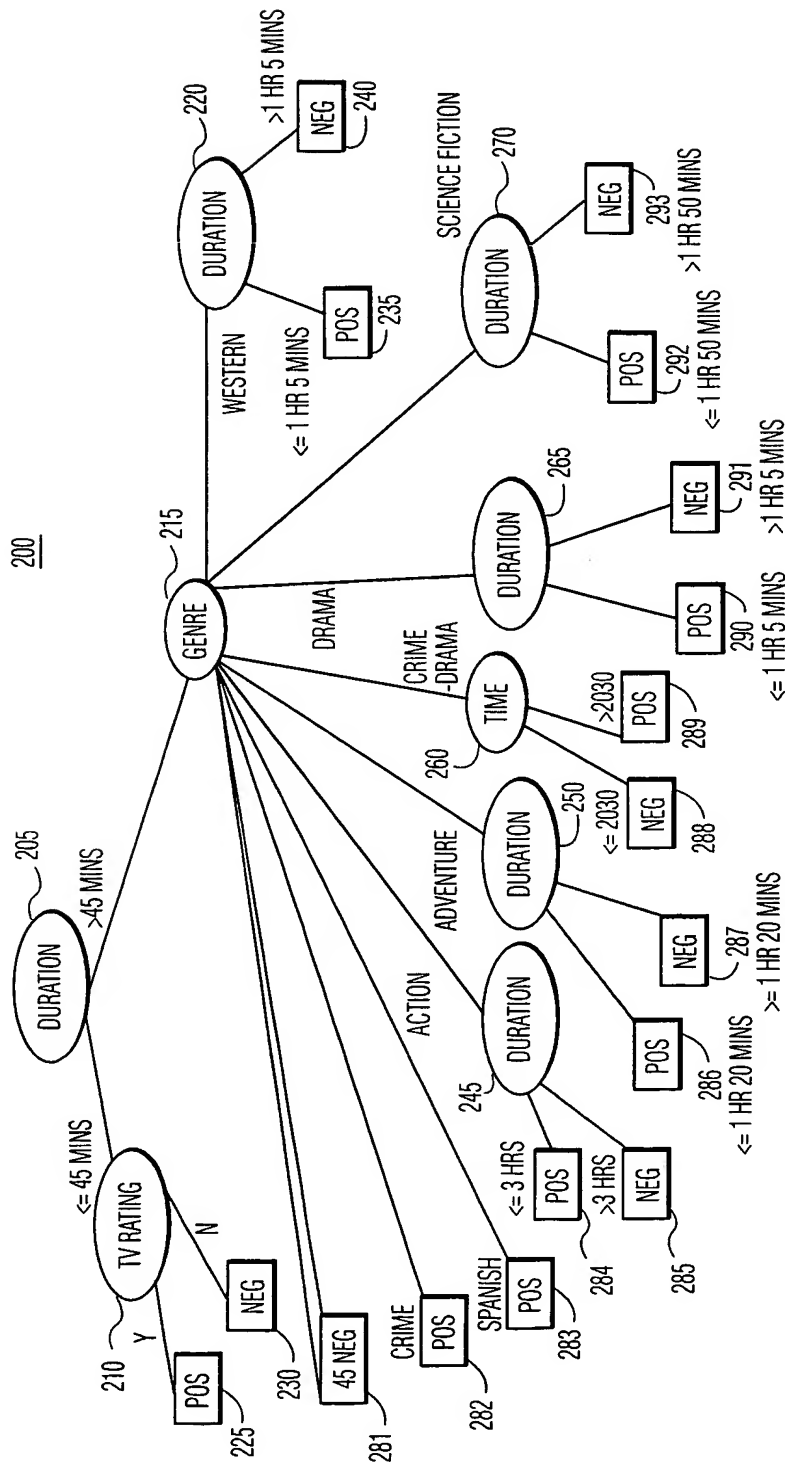 200
DURATION
205
<= 45 MINS
>45 MINS
TV RATING
210
Y
N
POS
225
NEG
230
GENRE
215
WESTERN
DURATION
220
<= 1 HR 5 MINS
POS
235
>1 HR 5 MINS
NEG
240
45 NEG
281
CRIME
POS
282
SPANISH
POS
283
ACTION
DURATION
245
<= 3 HRS
POS
284
>3 HRS
NEG
285
ADVENTURE
DURATION
250
POS
286
<= 1 HR 20 MINS
NEG
287
>= 1 HR 20 MINS
CRIME
-DRAMA
TIME
260
<= 2030
NEG
288
>2030
POS
289
DRAMA
DURATION
265
POS
290
<= 1 HR 5 MINS
NEG
291
>1 HR 5 MINS
SCIENCE FICTION
DURATION
270
POS
292
<= 1 HR 50 MINS
NEG
293
>1 HR 50 MINS